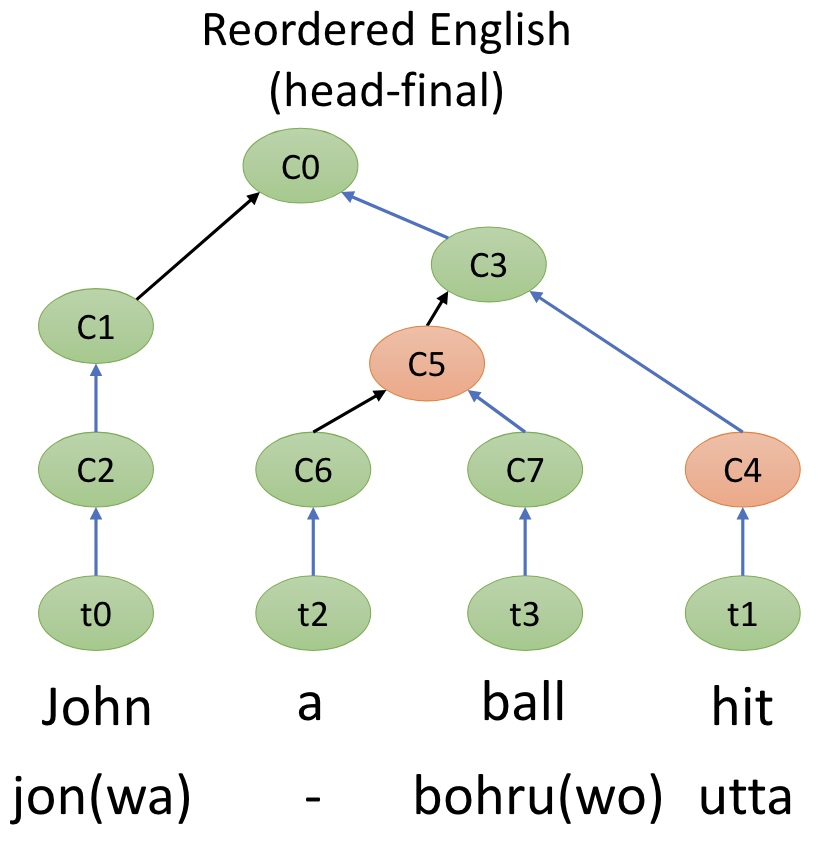 Reordered English
(head-final)
C0
C3
C1
C5
C2 C6 C7 C4
t0 t2 t3 t1
John a ball hit
jon(wa) - bohru(wo) utta